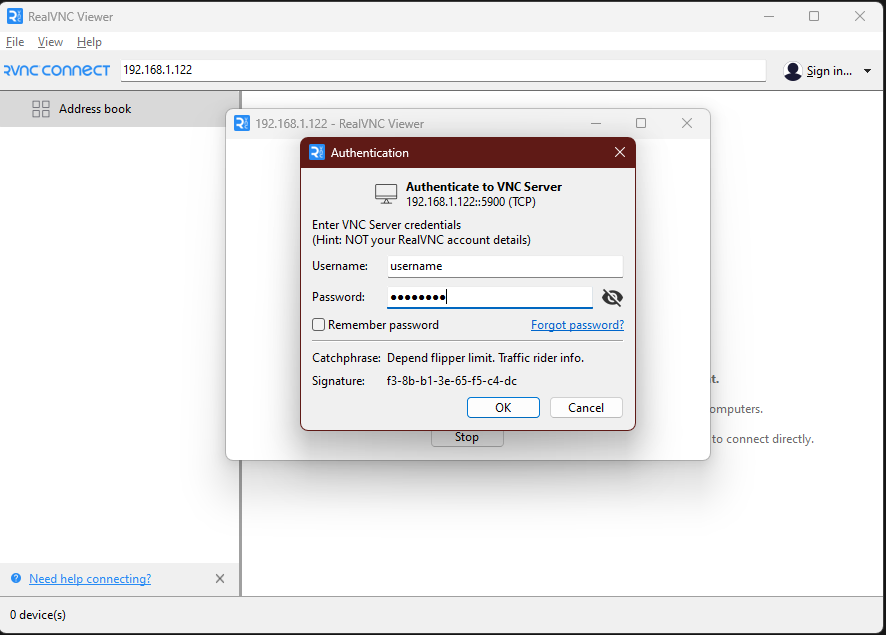 RealVNC Viewer
File View Help
RVNC CONNECT 192.168.1.122 Sign in...
Address book
192.168.1.122 - RealVNC Viewer
Authentication
Authenticate to VNC Server
192.168.1.122::5900 (TCP)
Enter VNC Server credentials
(Hint: NOT your RealVNC account details)
Username: username
Password: ••••••••
Remember password Forgot password?
Catchphrase: Depend flipper limit. Traffic rider info.
Signature: f3-8b-b1-3e-65-f5-c4-dc
OK Cancel
Stop
t.
omputers.
to connect directly.
Need help connecting?
0 device(s)